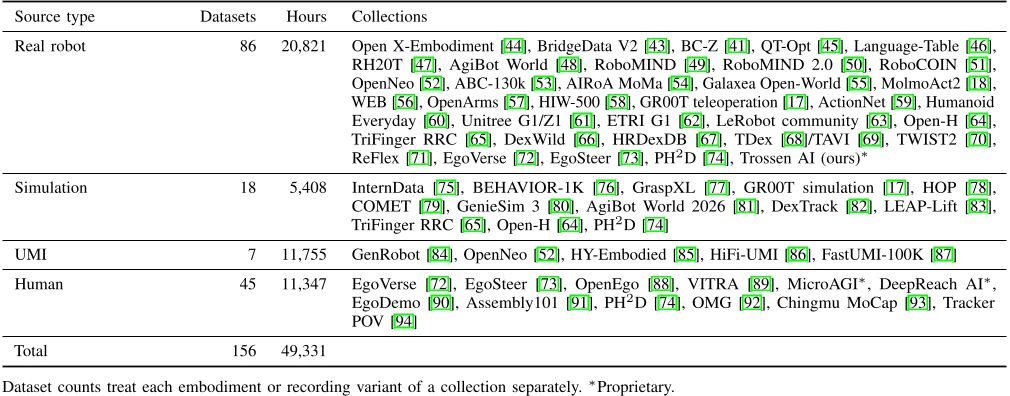 Source type Datasets Hours Collections
Real robot 86 20,821 Open X-Embodiment [44], BridgeData V2 [43], BC-Z [41], QT-Opt [45], Language-Table [46],
RH20T [47], AgiBot World [48], RoboMIND [49], RoboMIND 2.0 [50], RoboCOIN [51],
OpenNeo [52], ABC-130k [53], AIRoA MoMa [54], Galaxea Open-World [55], MolmoAct2 [18],
WEB [56], OpenArms [57], HIW-500 [58], GR00T teleoperation [17], ActionNet [59], Humanoid
Everyday [60], Unitree G1/Z1 [61], ETRI G1 [62], LeRobot community [63], Open-H [64],
TriFinger RRC [65], DexWild [66], HRDexDB [67], TDex [68]/TAVI [69], TWIST2 [70],
ReFlex [71], EgoVerse [72], EgoSteer [73], PH²D [74], Trossen AI (ours)*
Simulation 18 5,408 InternData [75], BEHAVIOR-1K [76], GraspXL [77], GR00T simulation [17], HOP [78],
COMET [79], GenieSim 3 [80], AgiBot World 2026 [81], DexTrack [82], LEAP-Lift [83],
TriFinger RRC [65], Open-H [64], PH²D [74]
UMI 7 11,755 GenRobot [84], OpenNeo [52], HY-Embodied [85], HiFi-UMI [86], FastUMI-100K [87]
Human 45 11,347 EgoVerse [72], EgoSteer [73], OpenEgo [88], VITRA [89], MicroAGI*, DeepReach AI*,
EgoDemo [90], Assembly101 [91], PH²D [74], OMG [92], Chingmu MoCap [93], Tracker
POV [94]
Total 156 49,331
Dataset counts treat each embodiment or recording variant of a collection separately. *Proprietary.